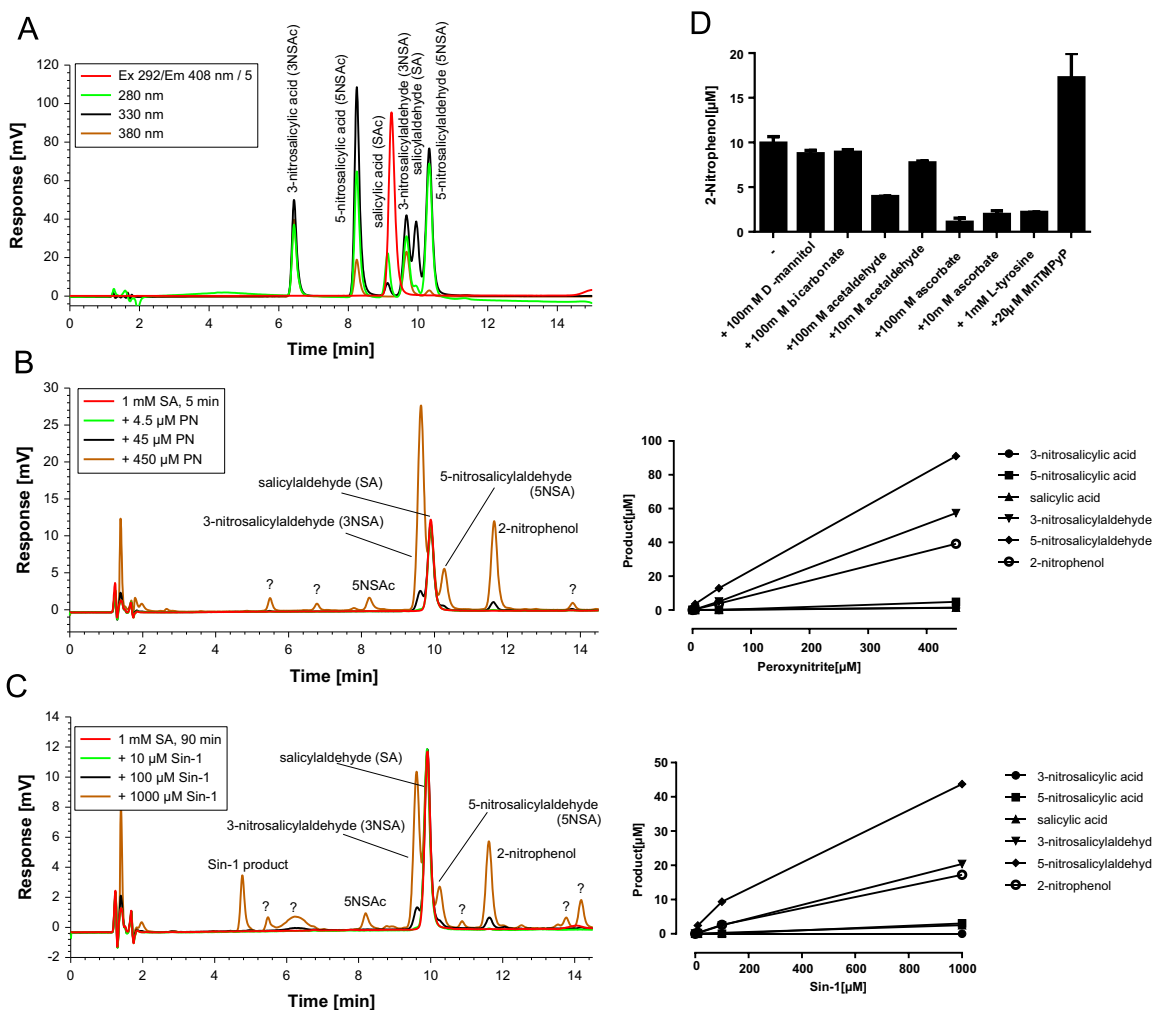 A
Response [mV]
120
100
80
60
40
20
0
Ex 292/Em 408 nm / 5
280 nm
330 nm
380 nm
3-nitrosalicylic acid (3NSAc)
5-nitrosalicylic acid (5NSAc)
salicylic acid (SAc)
3-nitrosalicylaldehyde (3NSA)
salicylaldehyde (SA)
5-nitrosalicylaldehyde (5NSA)
0 2 4 6 8 10 12 14
Time [min]
D
2-Nitrophenol[µM]
20
15
10
5
0
-
+ 100m M D -mannitol
+100m M bicarbonate
+100m M acetaldehyde
+10m M acetaldehyde
+100m M ascorbate
+10m M ascorbate
+ 1mM L-tyrosine
+20µM MnTMPyP
B
Response [mV]
30
25
20
15
10
5
0
1 mM SA, 5 min
+ 4.5 µM PN
+ 45 µM PN
+ 450 µM PN
salicylaldehyde (SA)
5-nitrosalicylaldehyde
(5NSA)
3-nitrosalicylaldehyde (3NSA)
2-nitrophenol
? ? 5NSAc ?
0 2 4 6 8 10 12 14
Time [min]
Product[µM]
100
80
60
40
20
0
0 100 200 300 400
Peroxynitrite[µM]
3-nitrosalicylic acid
5-nitrosalicylic acid
salicylic acid
3-nitrosalicylaldehyde
5-nitrosalicylaldehyde
2-nitrophenol
C
Response [mV]
14
12
10
8
6
4
2
0
-2
1 mM SA, 90 min
+ 10 µM Sin-1
+ 100 µM Sin-1
+ 1000 µM Sin-1
salicylaldehyde (SA)
5-nitrosalicylaldehyde
(5NSA)
3-nitrosalicylaldehyde (3NSA)
2-nitrophenol
Sin-1 product
? ? 5NSAc ? ? ?
0 2 4 6 8 10 12 14
Time [min]
Product[µM]
50
40
30
20
10
0
0 200 400 600 800 1000
Sin-1[µM]
3-nitrosalicylic acid
5-nitrosalicylic acid
salicylic acid
3-nitrosalicylaldehyd
5-nitrosalicylaldehyd
2-nitrophenol